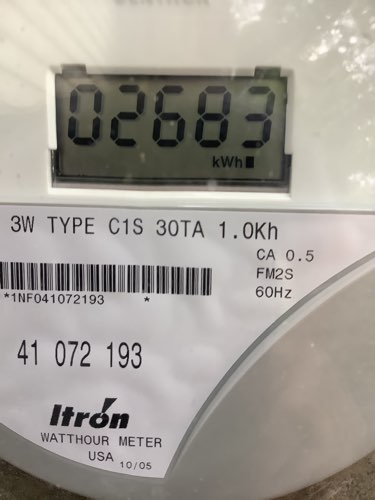 02683
kWh
3W TYPE C1S 30TA 1.0Kh
CA 0.5
FM2S
60Hz
*1NF041072193 *
41 072 193
Itron
WATTHOUR METER
USA 10/05